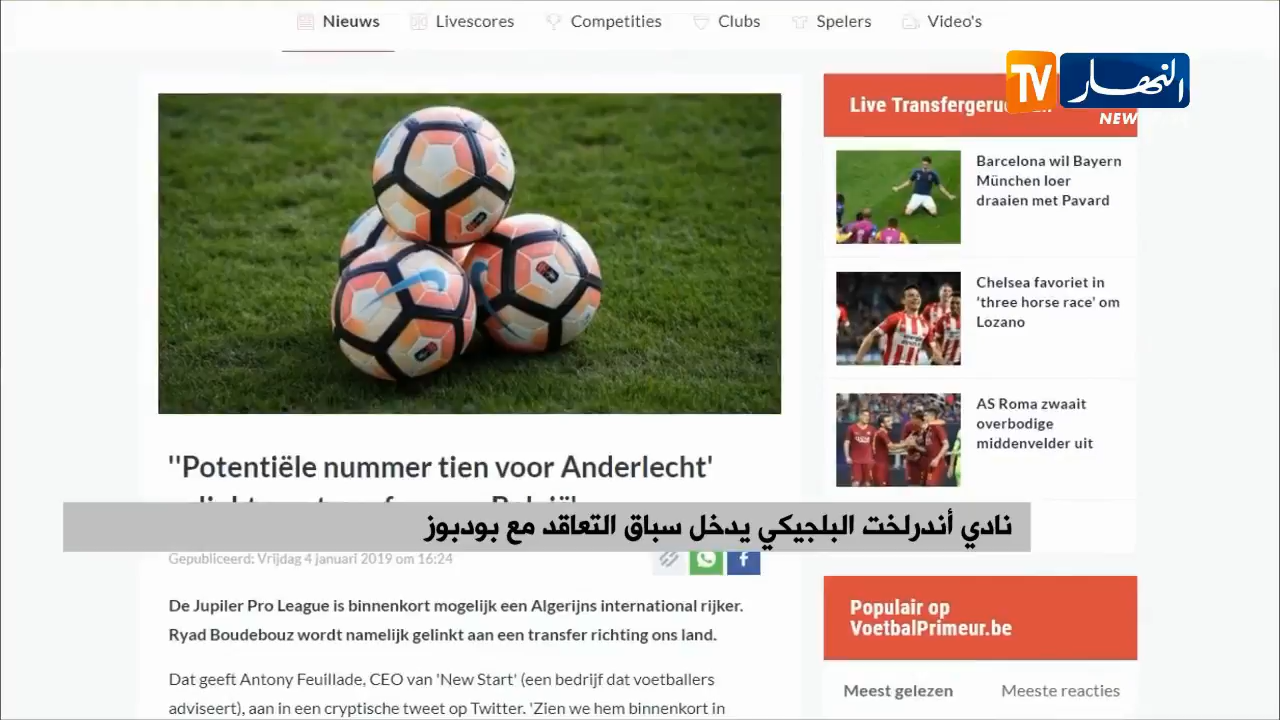 Nieuws
Livescores
Competities
Clubs
Spelers
Video's
TV النهار
NEW
Live Transfergeru
Barcelona wil Bayern
München loer
draaien met Pavard
Chelsea favoriet in
'three horse race' om
Lozano
AS Roma zwaait
overbodige
middenvelder uit
''Potentiële nummer tien voor Anderlecht'
نادي أندرلخت البلجيكي يدخل سباق التعاقد مع بودبوز
Gepubliceerd: Vrijdag 4 januari 2019 om 16:24
De Jupiler Pro League is binnenkort mogelijk een Algerijns international rijker.
Ryad Boudebouz wordt namelijk gelinkt aan een transfer richting ons land.
Dat geeft Antony Feuillade, CEO van 'New Start' (een bedrijf dat voetballers
adviseert), aan in een cryptische tweet op Twitter. 'Zien we hem binnenkort in
Populair op
VoetbalPrimeur.be
Meest gelezen
Meeste reacties